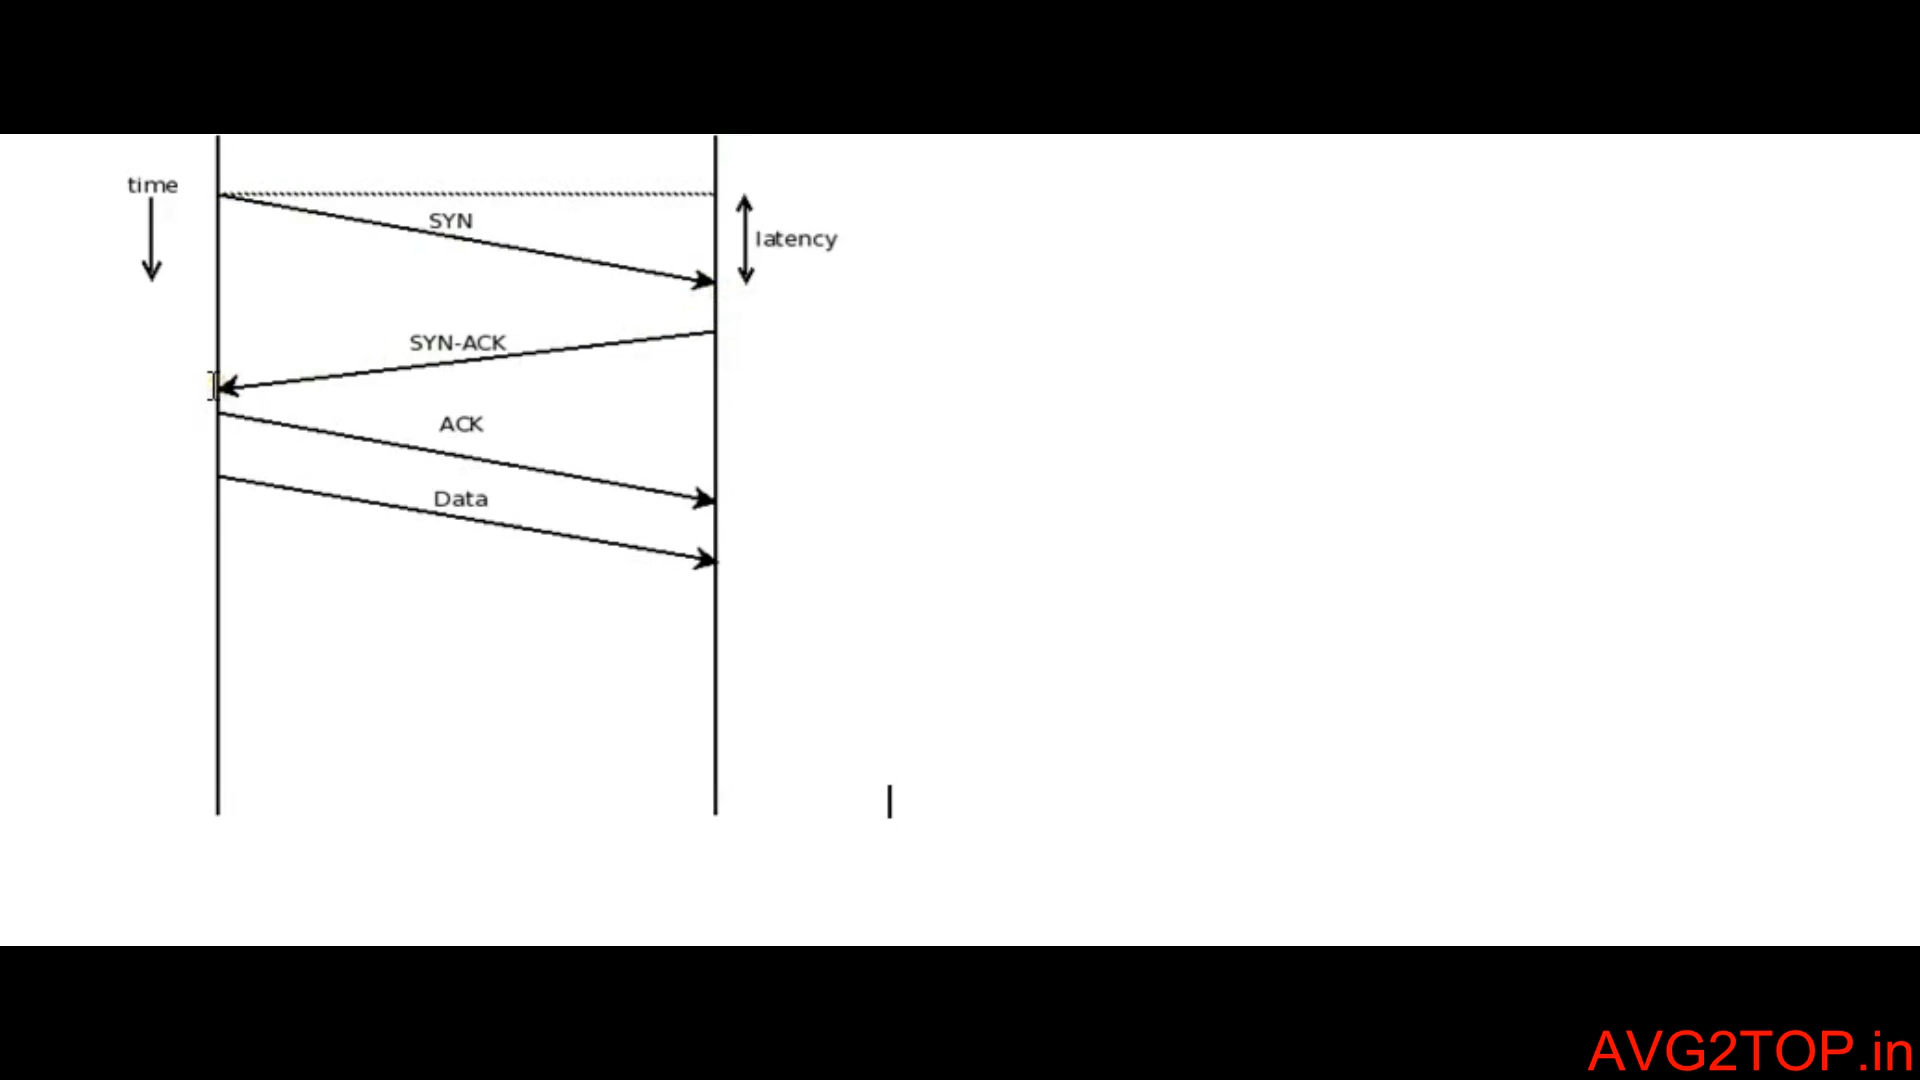 time
SYN
latency
SYN-ACK
ACK
Data
AVG2TOP.in